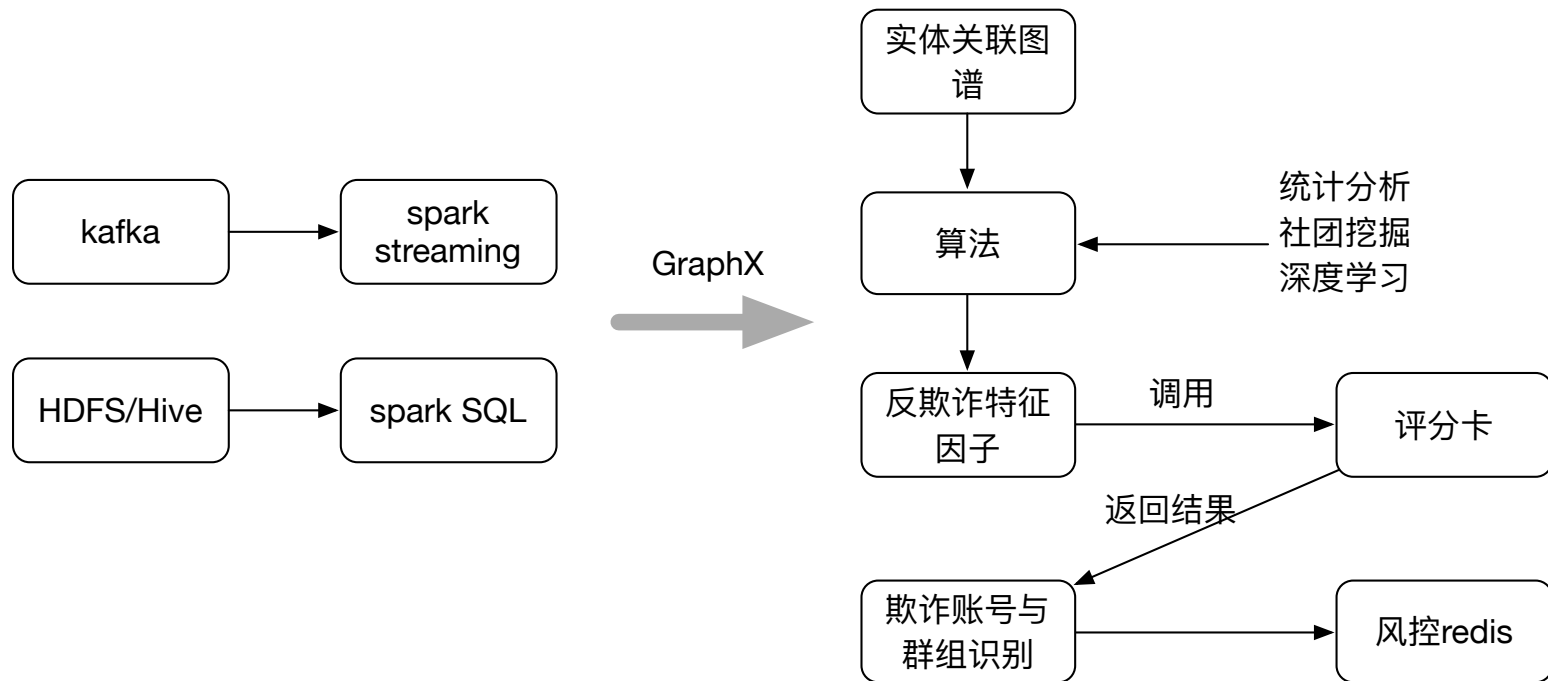 实体关联图
谱
kafka
spark
streaming
算法
统计分析
社团挖掘
深度学习
GraphX
HDFS/Hive
spark SQL
反欺诈特征
因子
调用
评分卡
返回结果
欺诈账号与
群组识别
风控redis